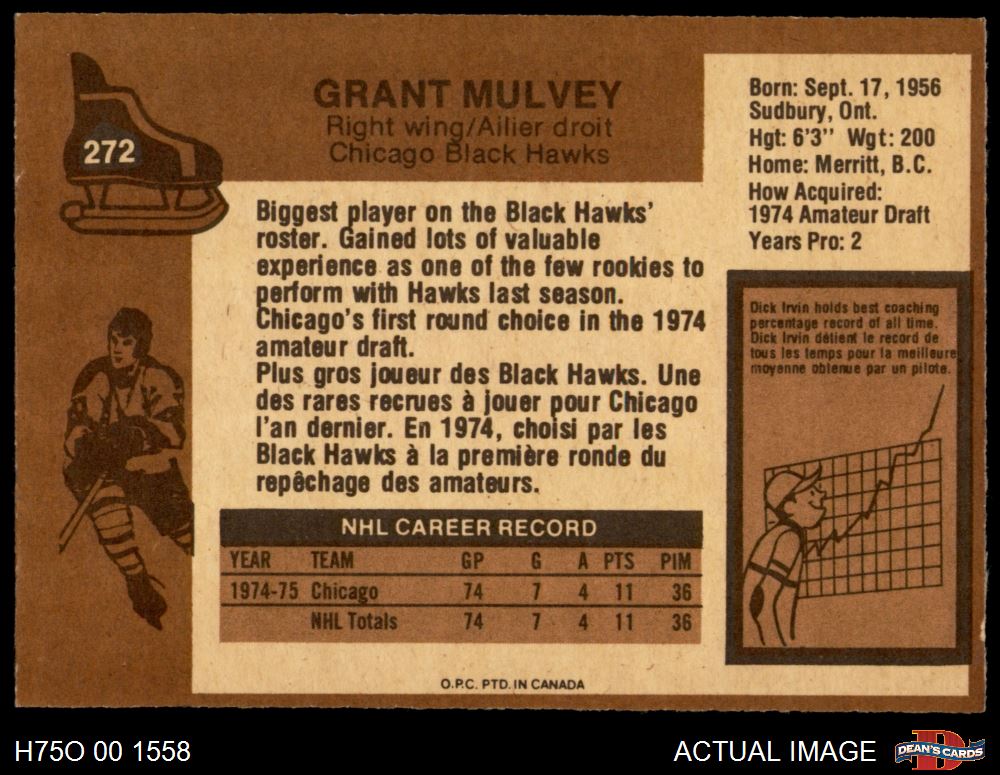 272
GRANT MULVEY
Right wing/Ailier droit
Chicago Black Hawks
Born: Sept. 17, 1956
Sudbury, Ont.
Hgt: 6'3'' Wgt: 200
Home: Merritt, B.C.
How Acquired:
1974 Amateur Draft
Years Pro: 2
Biggest player on the Black Hawks'
roster. Gained lots of valuable
experience as one of the few rookies to
perform with Hawks last season.
Chicago's first round choice in the 1974
amateur draft.
Plus gros joueur des Black Hawks. Une
des rares recrues à jouer pour Chicago
l'an dernier. En 1974, choisi par les
Black Hawks à la première ronde du
repêchage des amateurs.
Dick Irvin holds best coaching
percentage record of all time.
Dick Irvin détient le record de
tous les temps pour la meilleure
moyenne obtenue par un pilote.
NHL CAREER RECORD
YEAR TEAM GP G A PTS PIM
1974-75 Chicago 74 7 4 11 36
NHL Totals 74 7 4 11 36
O.P.C. PTD. IN CANADA
H75O 00 1558
ACTUAL IMAGE
D
DEAN'S CARDS